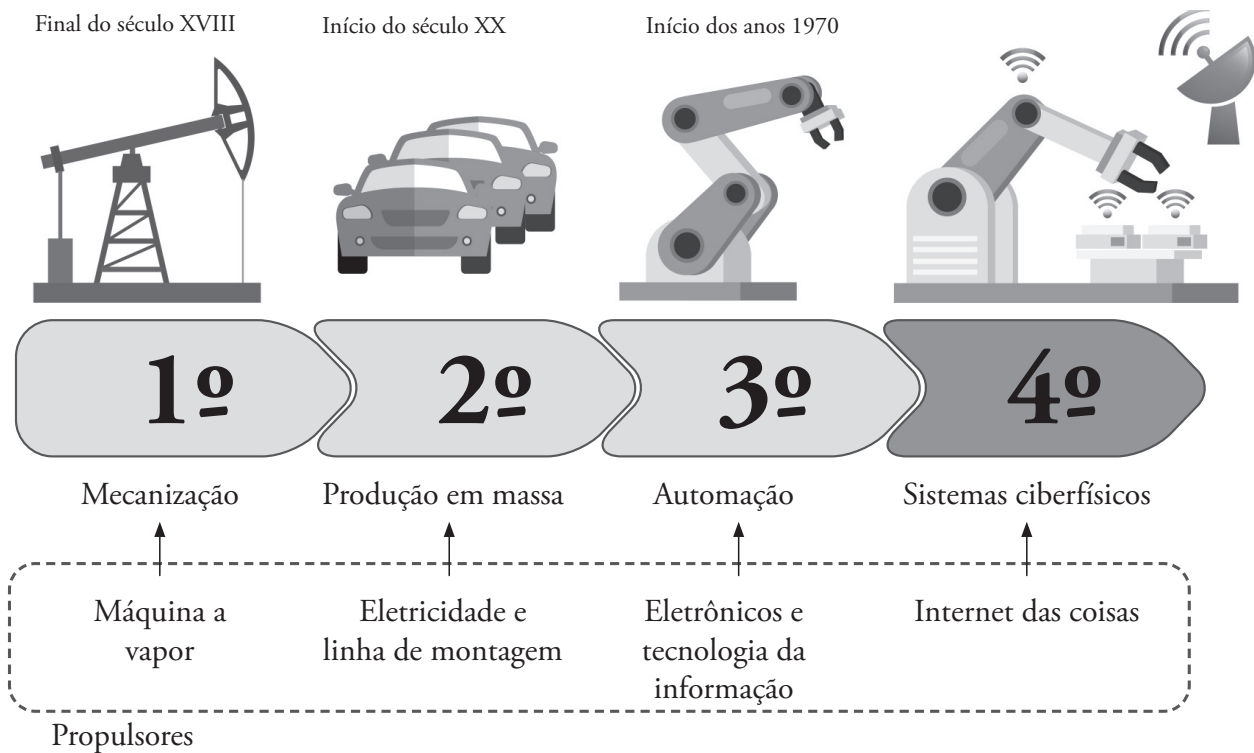 Final do século XVIII
Início do século XX
Início dos anos 1970
1º
2º
3º
4º
Mecanização
Produção em massa
Automação
Sistemas ciberfísicos
Máquina a
vapor
Eletricidade e
linha de montagem
Eletrônicos e
tecnologia da
informação
Internet das coisas
Propulsores